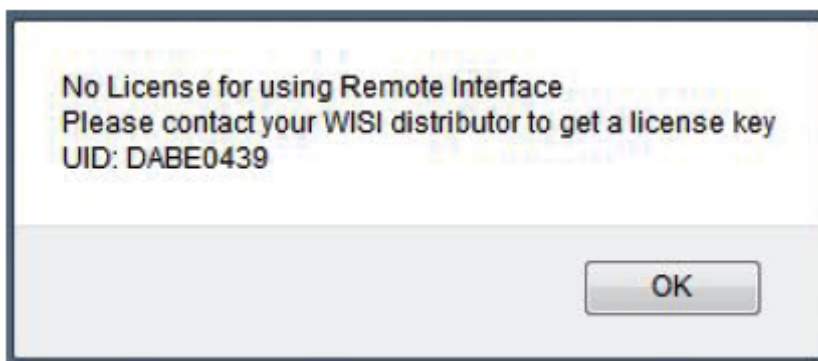 No License for using Remote Interface
Please contact your WISI distributor to get a license key
UID: DABE0439
OK